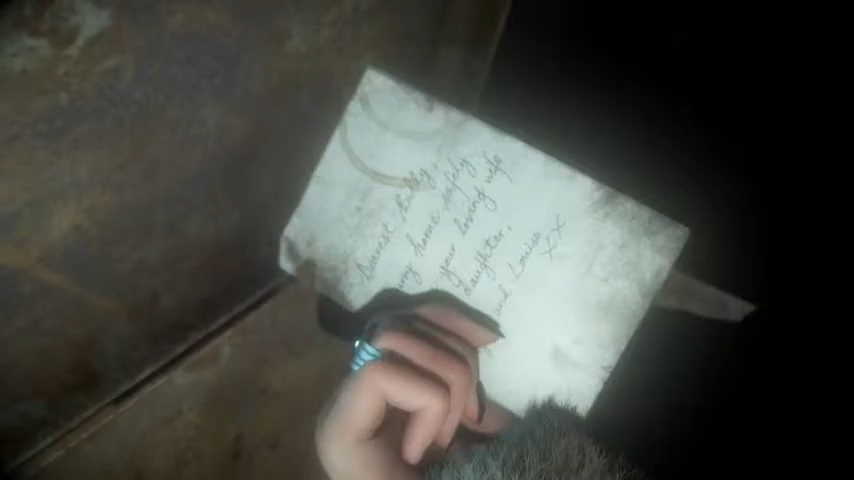 Dearest Billy,
home safely
your loving wife
daughter,
and Louise
XX